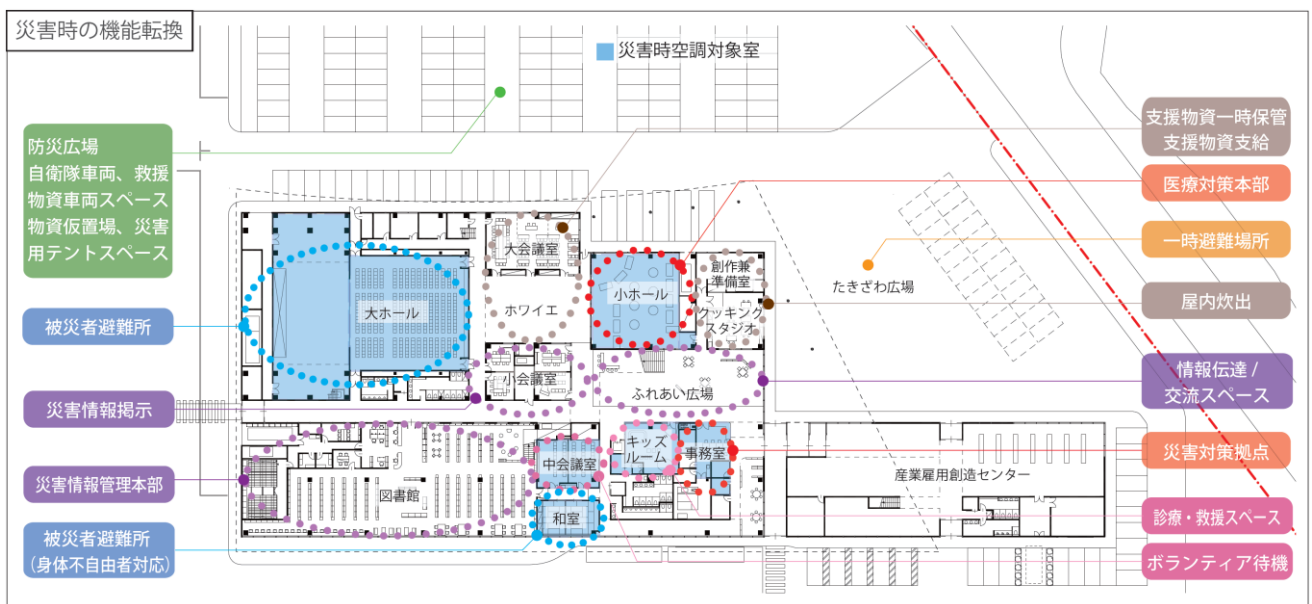 災害時の機能転換
災害時空調対象室
防災広場
自衛隊車両、救援
物資車両スペース
物資仮置場、災害
用テントスペース
被災者避難所
災害情報掲示
災害情報管理本部
被災者避難所
(身体不自由者対応)
大会議室
ホワイエ
大ホール
小ホール
創作兼
準備室
クッキング
スタジオ
たきざわ広場
小会議室
ふれあい広場
図書館
中会議室
和室
キッズ
ルーム
事務室
産業雇用創造センター
支援物資一時保管
支援物資支給
医療対策本部
一時避難場所
屋内炊出
情報伝達 /
交流スペース
災害対策拠点
診療・救援スペース
ボランティア待機